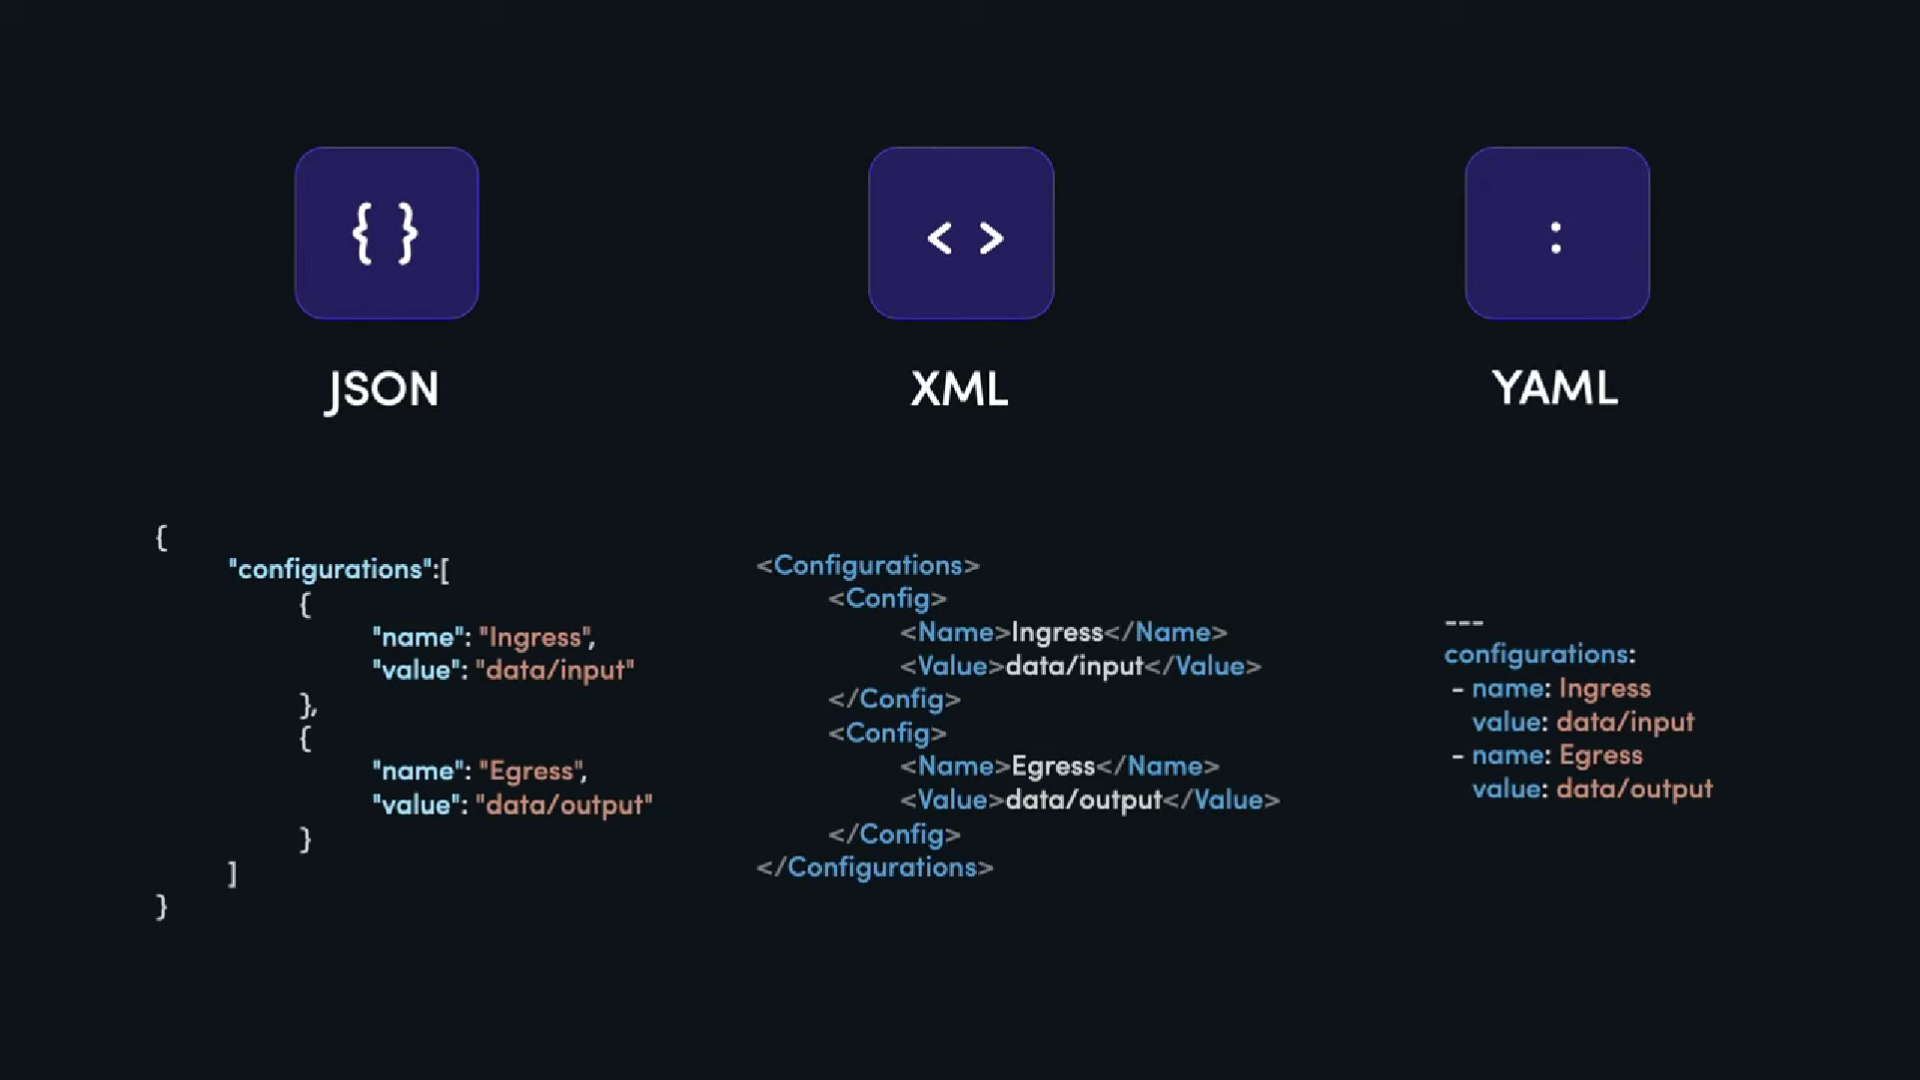 { }
JSON
{
"configurations":[
{
"name": "Ingress",
"value": "data/input"
},
{
"name": "Egress",
"value": "data/output"
}
]
}
< >
XML
<Configurations>
<Config>
<Name>Ingress</Name>
<Value>data/input</Value>
</Config>
<Config>
<Name>Egress</Name>
<Value>data/output</Value>
</Config>
</Configurations>
:
YAML
---
configurations:
- name: Ingress
value: data/input
- name: Egress
value: data/output